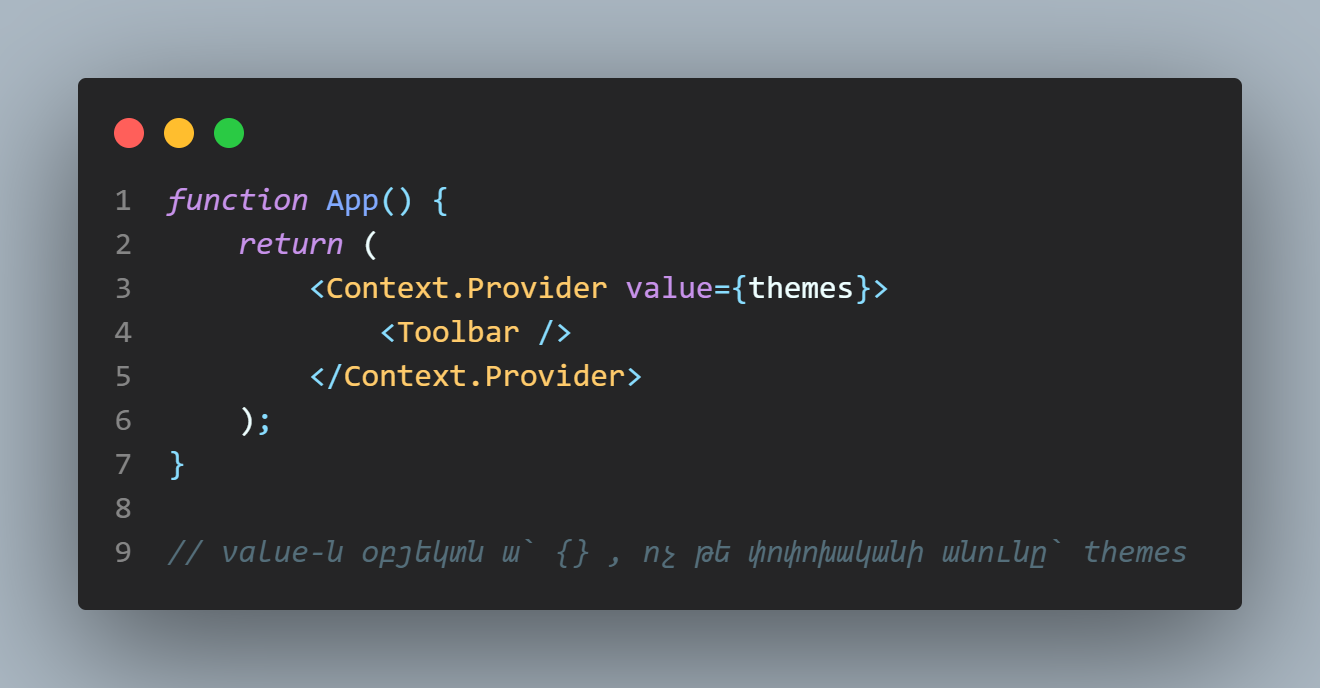 1 function App() {
2 return (
3 <Context.Provider value={themes}>
4 <Toolbar />
5 </Context.Provider>
6 );
7 }
8
9 // value-ն օբյեկտն ա՝ {} , ոչ թե փոփոխականի անունը՝ themes